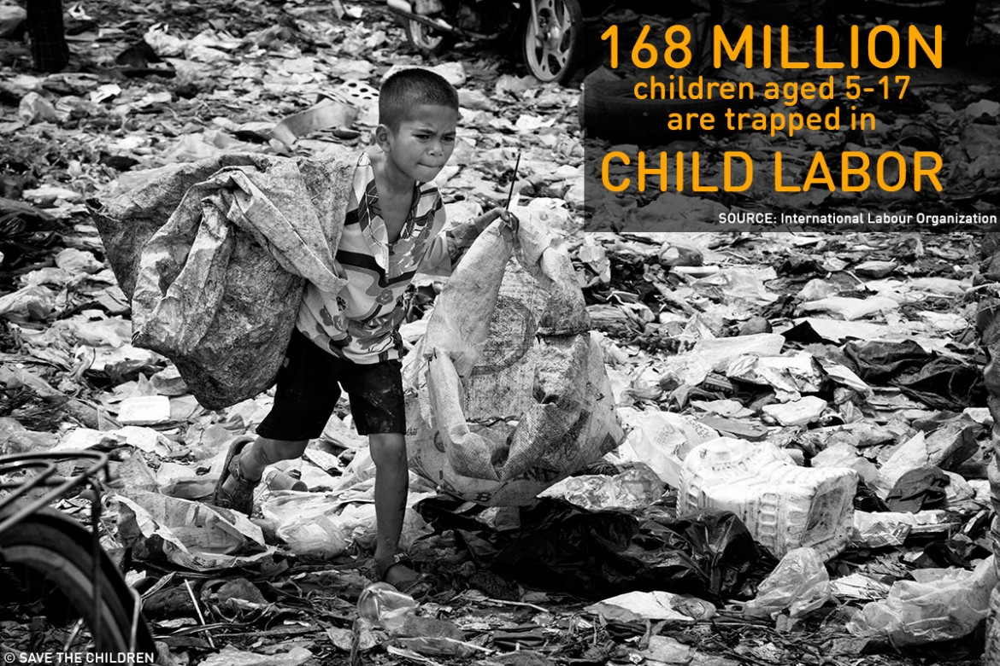 168 MILLION
children aged 5-17
are trapped in
CHILD LABOR
SOURCE: International Labour Organization
© SAVE THE CHILDREN